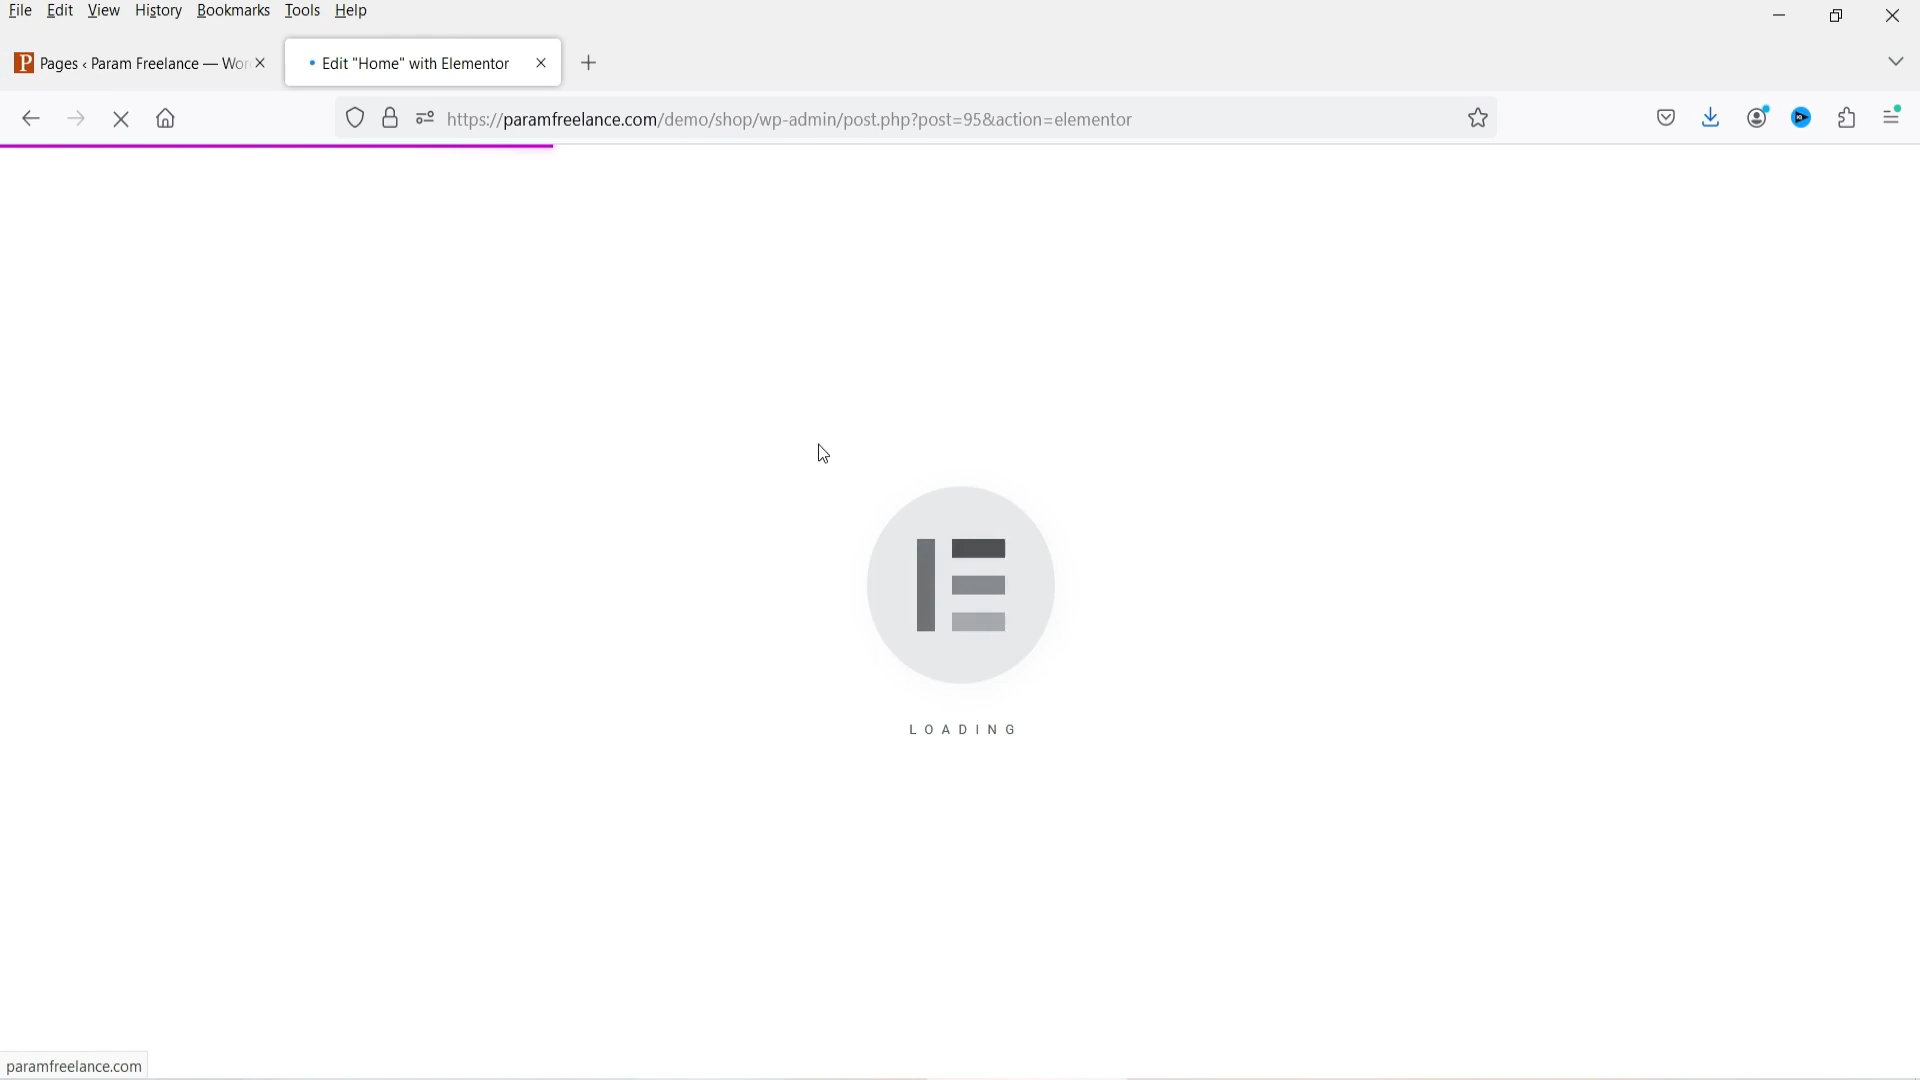 File Edit View History Bookmarks Tools Help
Pages ‹ Param Freelance — Wor
Edit "Home" with Elementor
https://paramfreelance.com/demo/shop/wp-admin/post.php?post=95&action=elementor
LOADING
paramfreelance.com